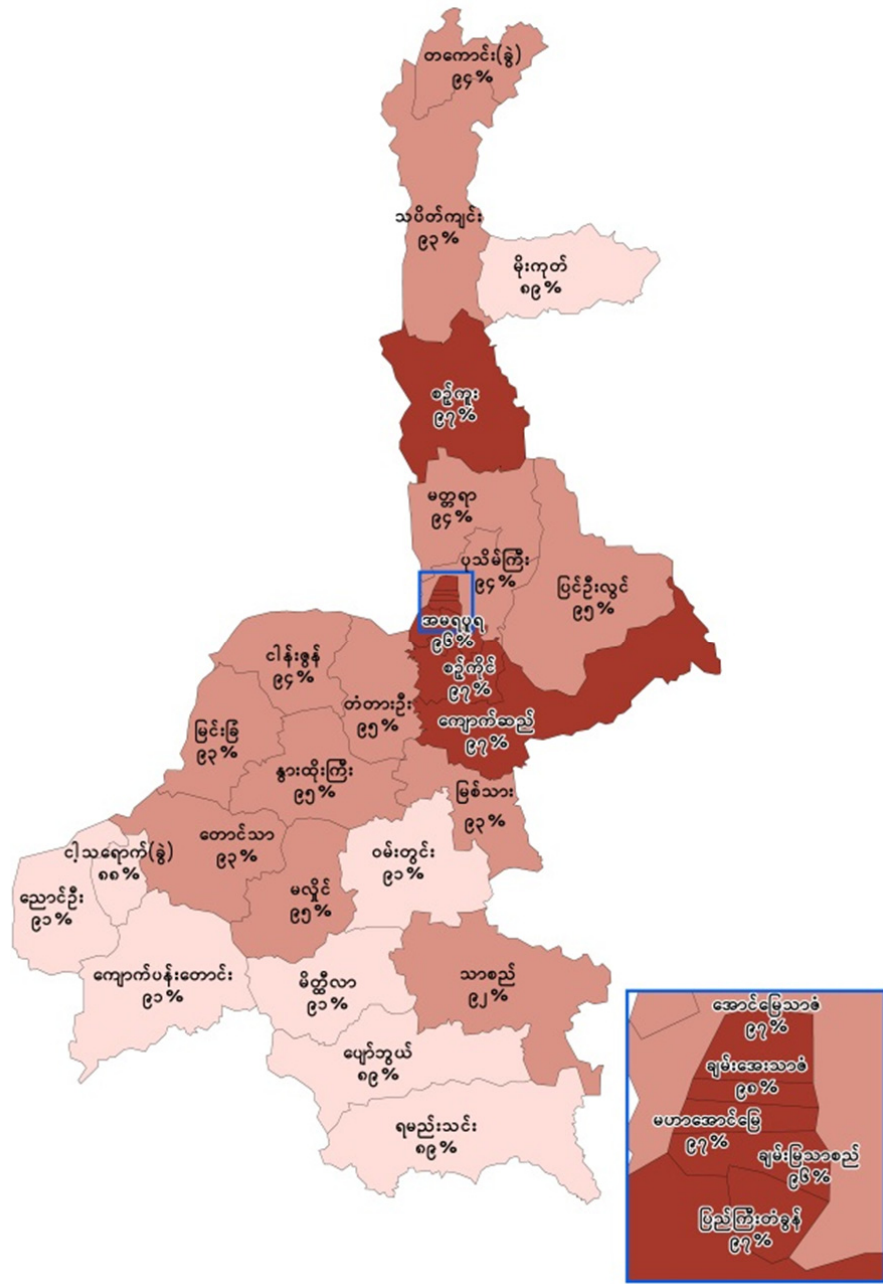 တကောင်း(ခွဲ)
၉၄%
သပိတ်ကျင်း
၉၃%
မိုးကုတ်
၈၉%
စဉ့်ကူး
၉၇%
မတ္တရာ
၉၄%
ပုသိမ်ကြီး
၉၄%
ပြင်ဦးလွင်
၉၅%
အမရပူရ
၉၆%
စဉ့်ကိုင်
၉၇%
ကျောက်ဆည်
၉၇%
ငါန်းဇွန်
၉၄%
တံတားဦး
၉၅%
မြင်းခြံ
၉၃%
နွားထိုးကြီး
၉၅%
မြစ်သား
၉၃%
တောင်သာ
၉၃%
ငါ့သရောက်(ခွဲ)
၈၈%
ညောင်ဦး
၉၁%
မလှိုင်
၉၅%
ဝမ်းတွင်း
၉၁%
ကျောက်ပန်းတောင်း
၉၁%
မိတ္ထီလာ
၉၁%
သာစည်
၉၂%
ပျော်ဘွယ်
၈၉%
ရမည်းသင်း
၈၉%
အောင်မြေသာဇံ
၉၇%
ချမ်းအေးသာဇံ
၉၈%
မဟာအောင်မြေ
၉၇%
ချမ်းမြသာစည်
၉၆%
ပြည်ကြီးတံခွန်
၉၇%